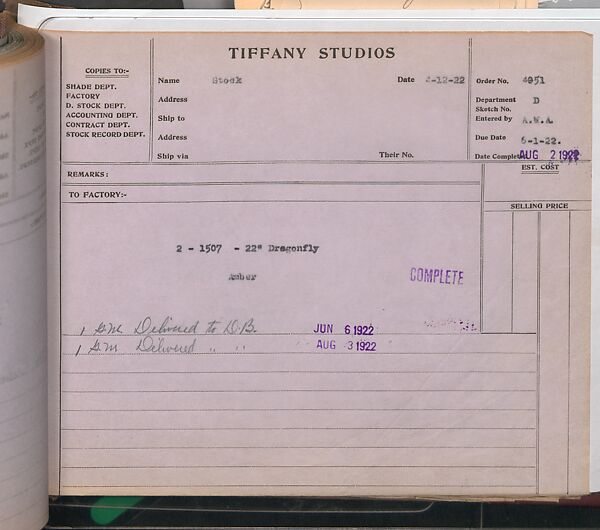 TIFFANY STUDIOS
COPIES TO:-
SHADE DEPT.
FACTORY
D. STOCK DEPT.
ACCOUNTING DEPT.
CONTRACT DEPT.
STOCK RECORD DEPT.
Name Stock Date -12-22
Address
Ship to
Address
Ship via Their No.
Order No. 4951
Department D
Sketch No.
Entered by A.W.A.
Due Date 6-1-22.
Date Complet AUG 2 1922
REMARKS:
EST. COST
TO FACTORY:-
SELLING PRICE
2 - 1507 - 22" Dragonfly
Amber
COMPLETE
1 G.M. Delivered to D.B. JUN 6 1922
1 G.M. Delivered " " AUG 3 1922